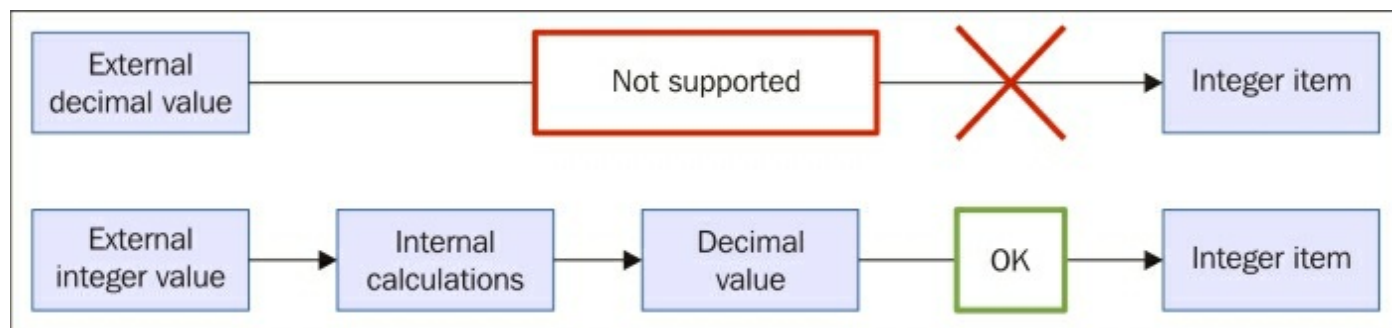 External
decimal value
Not supported
Integer item
External
integer value
Internal
calculations
Decimal
value
OK
Integer item